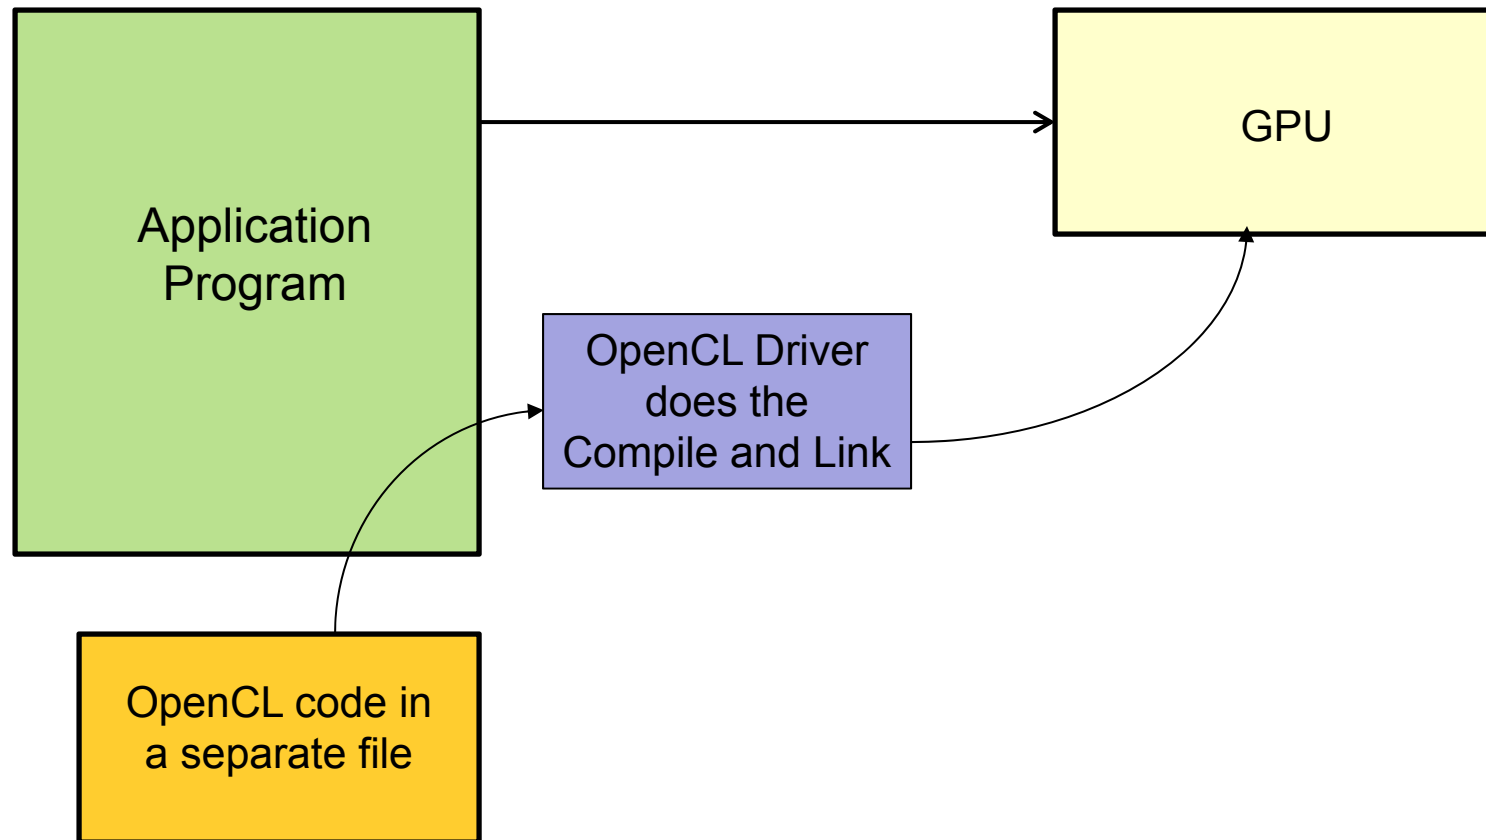 Application
Program
GPU
OpenCL Driver
does the
Compile and Link
OpenCL code in
a separate file